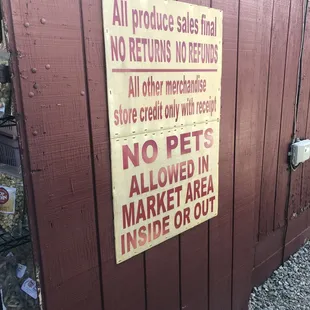 All produce sales final
NO RETURNS NO REFUNDS
All other merchandise
store credit only with receipt
NO PETS
ALLOWED IN
MARKET AREA
INSIDE OR OUT